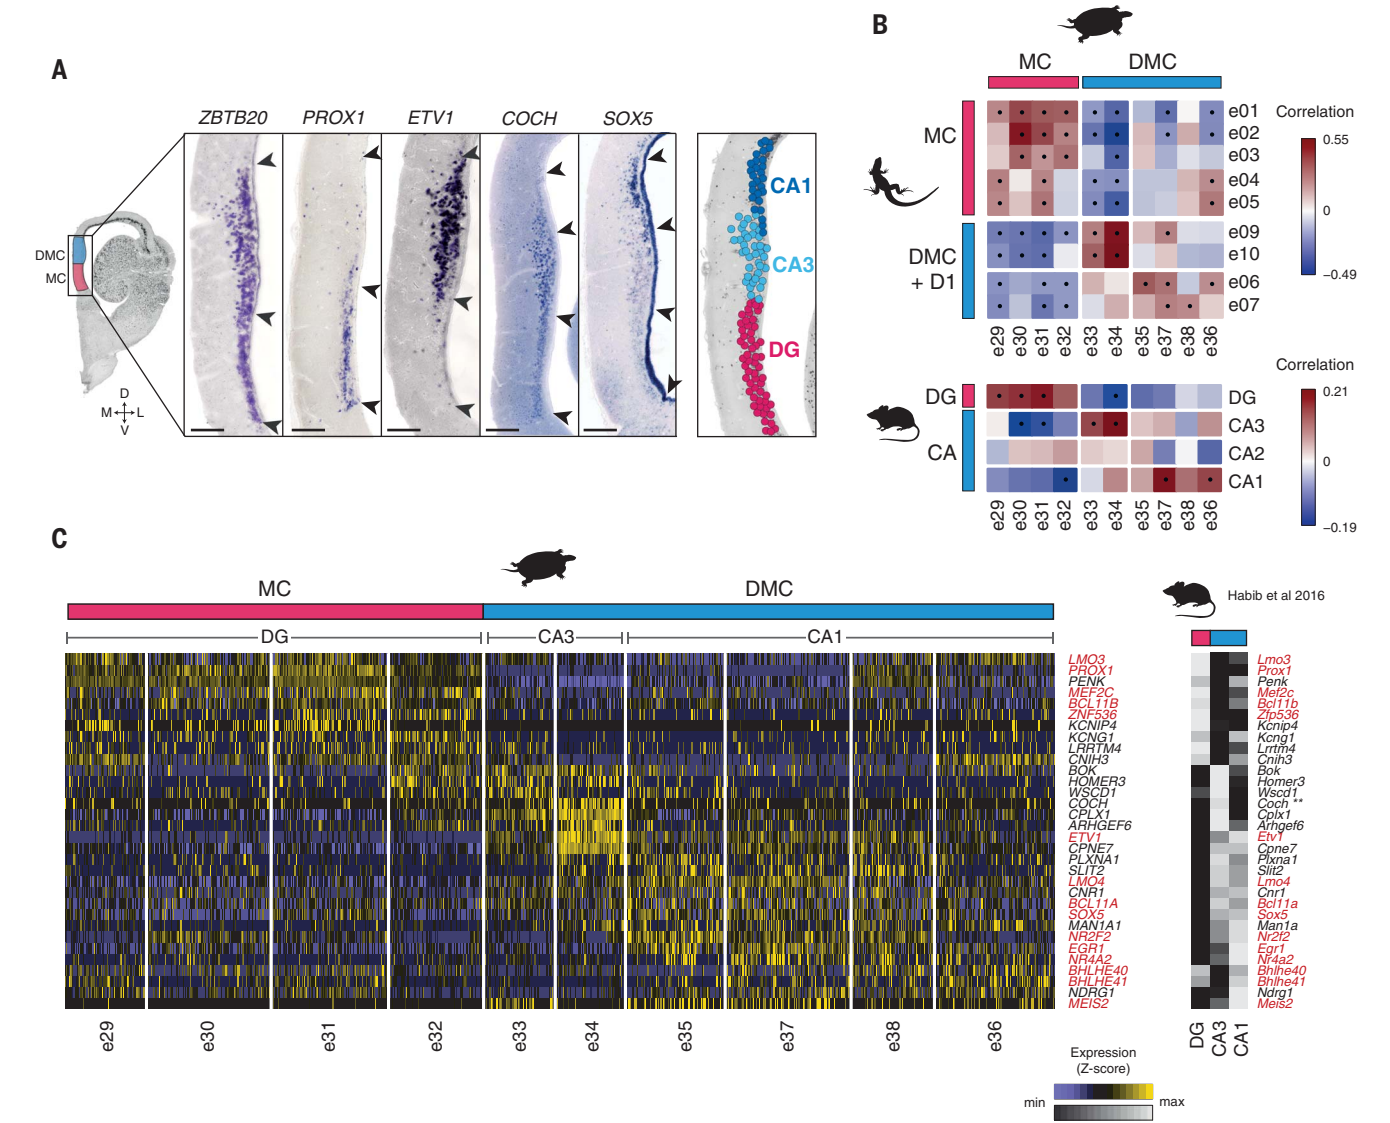 A
ZBTB20 PROX1 ETV1 COCH SOX5
DMC
MC
D
M L
V
CA1
CA3
DG
B
MC DMC
MC
DMC
+ D1
e01
e02
e03
e04
e05
e09
e10
e06
e07
e29 e30 e31 e32 e33 e34 e35 e37 e38 e36
Correlation
0.55
0
−0.49
DG
CA
DG
CA3
CA2
CA1
e29 e30 e31 e32 e33 e34 e35 e37 e38 e36
Correlation
0.21
0
−0.19
C
MC DMC
DG CA3 CA1
Habib et al 2016
LMO3 Lmo3
PROX1 Prox1
PENK Penk
MEF2C Mef2c
BCL11B Bcl11b
ZNF536 Zfp536
KCNIP4 Kcnip4
KCNG1 Kcng1
LRRTM4 Lrrtm4
CNIH3 Cnih3
BOK Bok
HOMER3 Homer3
WSCD1 Wscd1
COCH Coch **
CPLX1 Cplx1
ARHGEF6 Arhgef6
ETV1 Etv1
CPNE7 Cpne7
PLXNA1 Plxna1
SLIT2 Slit2
LMO4 Lmo4
CNR1 Cnr1
BCL11A Bcl11a
SOX5 Sox5
MAN1A1 Man1a
NR2F2 Nr2f2
EGR1 Egr1
NR4A2 Nr4a2
BHLHE40 Bhlhe40
BHLHE41 Bhlhe41
NDRG1 Ndrg1
MEIS2 Meis2
e29 e30 e31 e32 e33 e34 e35 e37 e38 e36
DG CA3 CA1
Expression
(Z-score)
min max